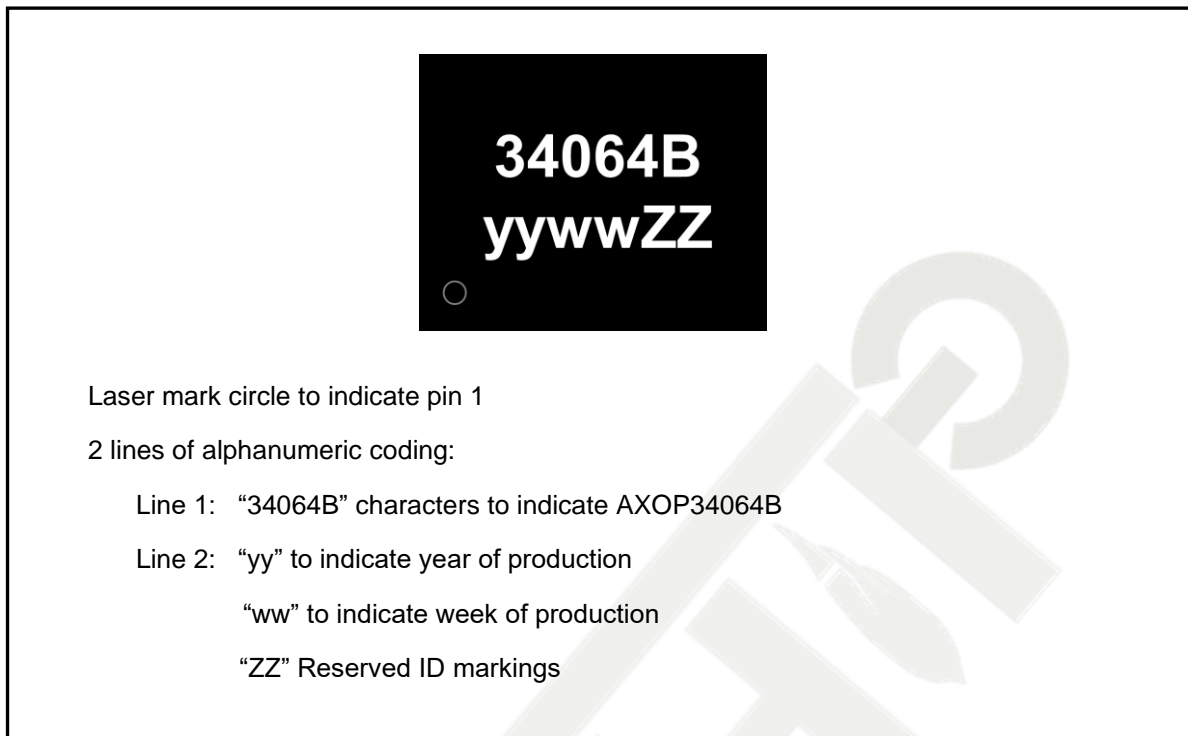 34064B
yywwZZ
Laser mark circle to indicate pin 1
2 lines of alphanumeric coding:
Line 1: “34064B” characters to indicate AXOP34064B
Line 2: “yy” to indicate year of production
“ww” to indicate week of production
“ZZ” Reserved ID markings